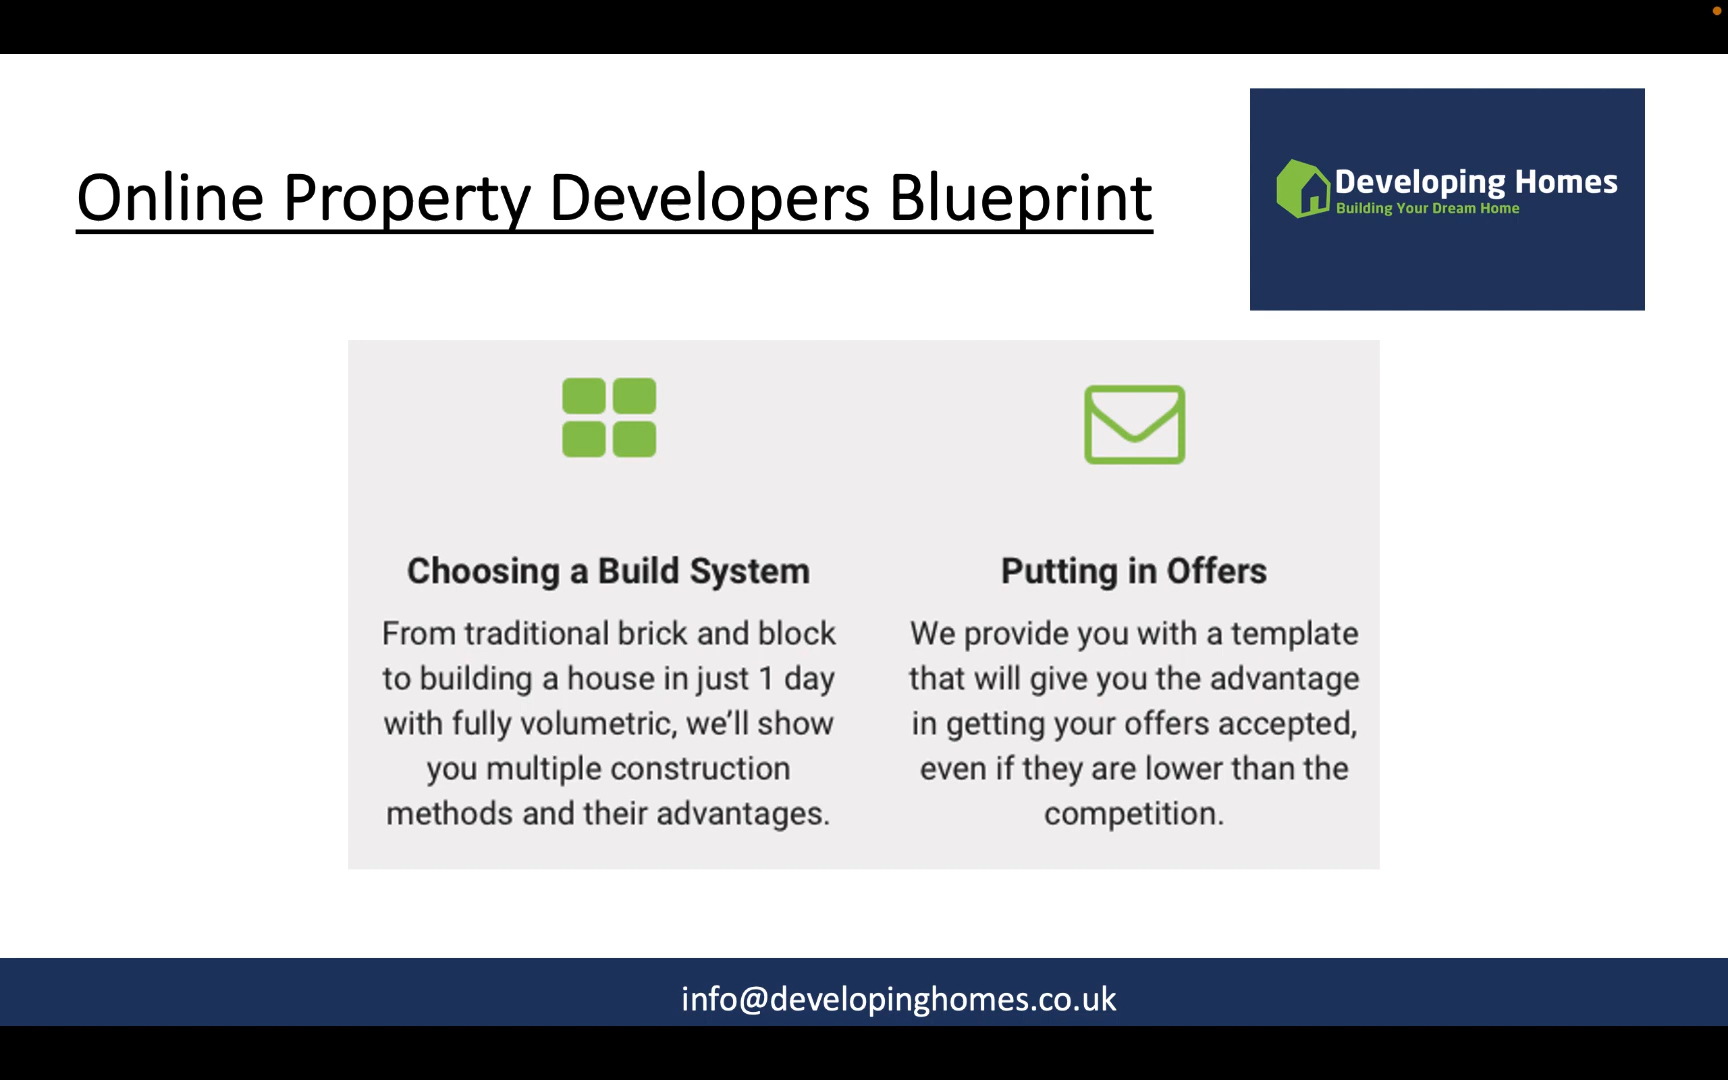 Online Property Developers Blueprint
Developing Homes
Building Your Dream Home
Choosing a Build System
From traditional brick and block
to building a house in just 1 day
with fully volumetric, we’ll show
you multiple construction
methods and their advantages.
Putting in Offers
We provide you with a template
that will give you the advantage
in getting your offers accepted,
even if they are lower than the
competition.
info@developinghomes.co.uk